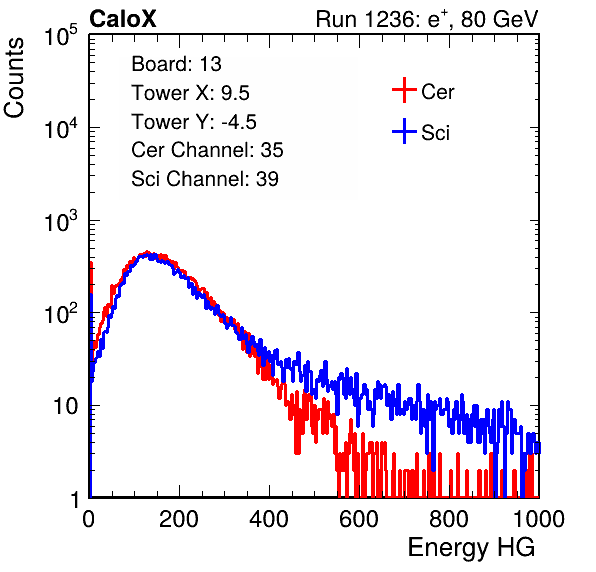 CaloX
Run 1236: e⁺, 80 GeV
Counts
Board: 13
Tower X: 9.5
Tower Y: -4.5
Cer Channel: 35
Sci Channel: 39
Cer
Sci
10⁵
10⁴
10³
10²
10
1
0 200 400 600 800 1000
Energy HG